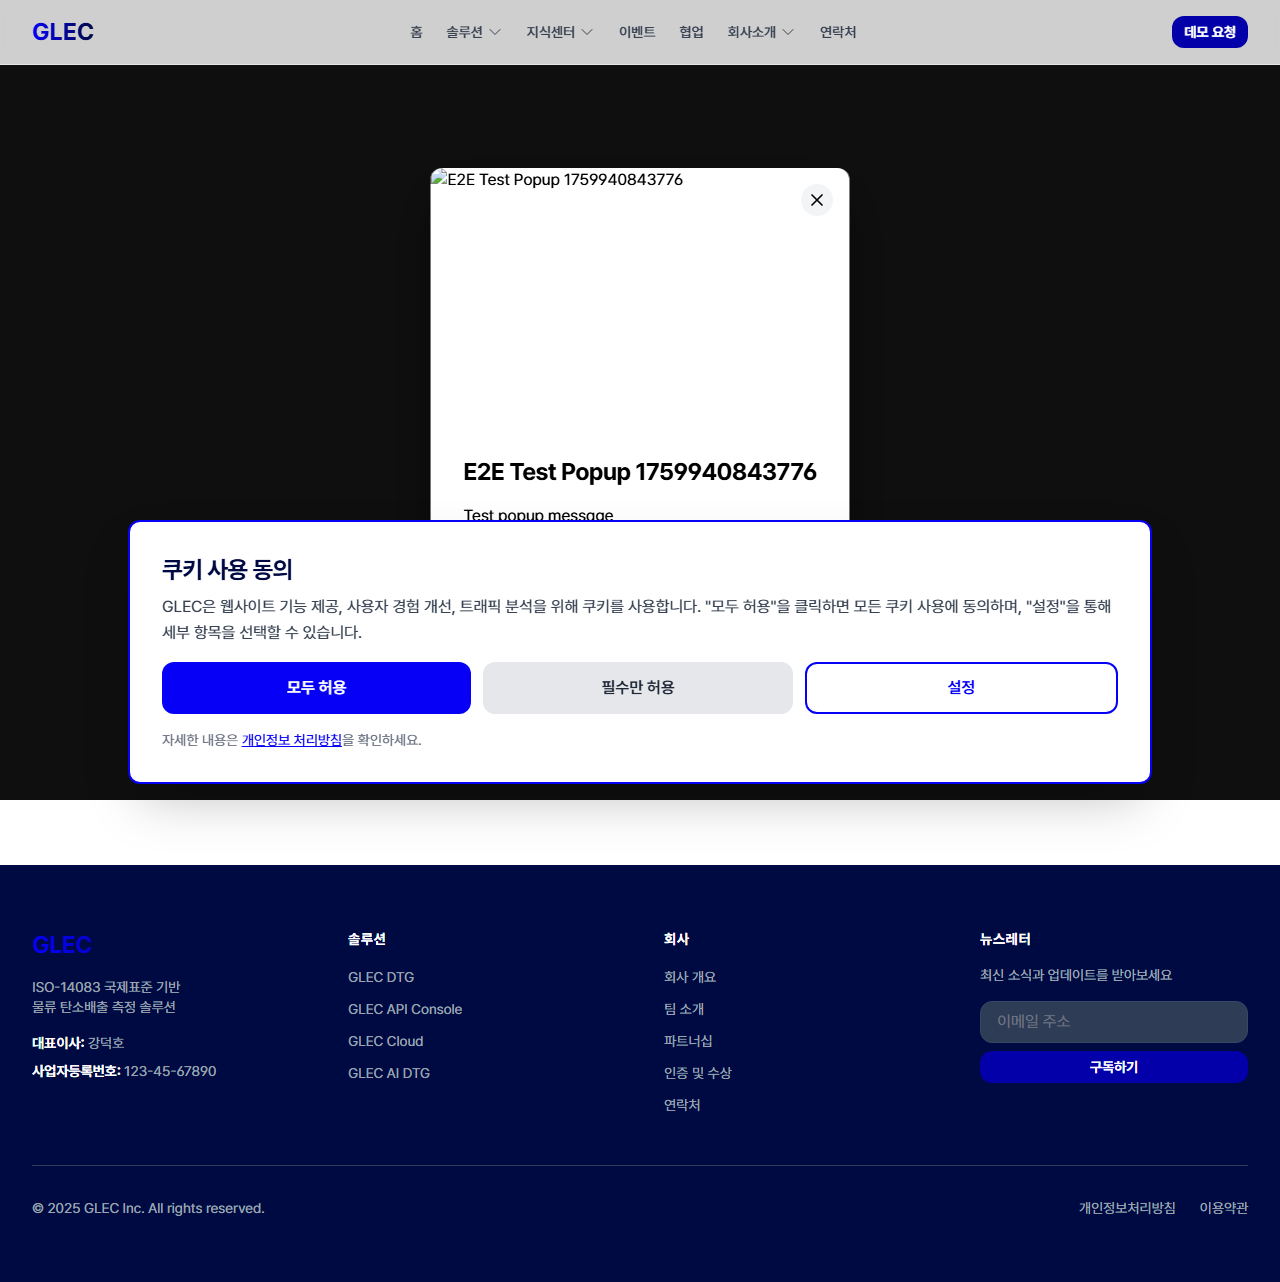 GLEC
홈
솔루션
지식센터
이벤트
협업
회사소개
연락처
데모 요청
E2E Test Popup 1759940843776
E2E Test Popup 1759940843776
Test popup message
쿠키 사용 동의
GLEC은 웹사이트 기능 제공, 사용자 경험 개선, 트래픽 분석을 위해 쿠키를 사용합니다. "모두 허용"을 클릭하면 모든 쿠키 사용에 동의하며, "설정"을 통해
세부 항목을 선택할 수 있습니다.
모두 허용
필수만 허용
설정
자세한 내용은 개인정보 처리방침을 확인하세요.
GLEC
ISO-14083 국제표준 기반
물류 탄소배출 측정 솔루션
대표이사: 강덕호
사업자등록번호: 123-45-67890
솔루션
GLEC DTG
GLEC API Console
GLEC Cloud
GLEC AI DTG
회사
회사 개요
팀 소개
파트너십
인증 및 수상
연락처
뉴스레터
최신 소식과 업데이트를 받아보세요
이메일 주소
구독하기
© 2025 GLEC Inc. All rights reserved.
개인정보처리방침
이용약관